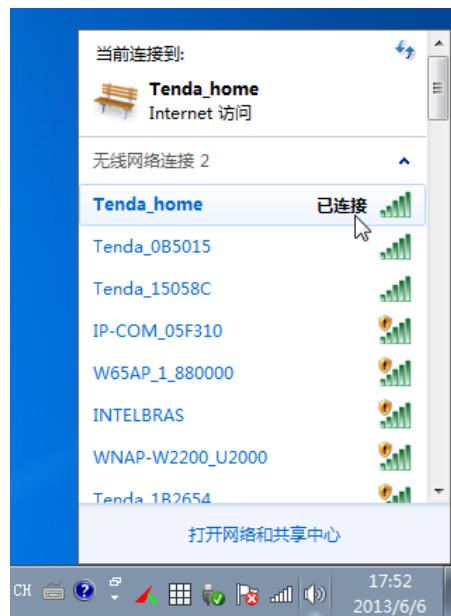 当前连接到:
Tenda_home
Internet 访问
无线网络连接 2
Tenda_home 已连接
Tenda_0B5015
Tenda_15058C
IP-COM_05F310
W65AP_1_880000
INTELBRAS
WNAP-W2200_U2000
Tenda_1B2654
打开网络和共享中心
CH 17:52
2013/6/6